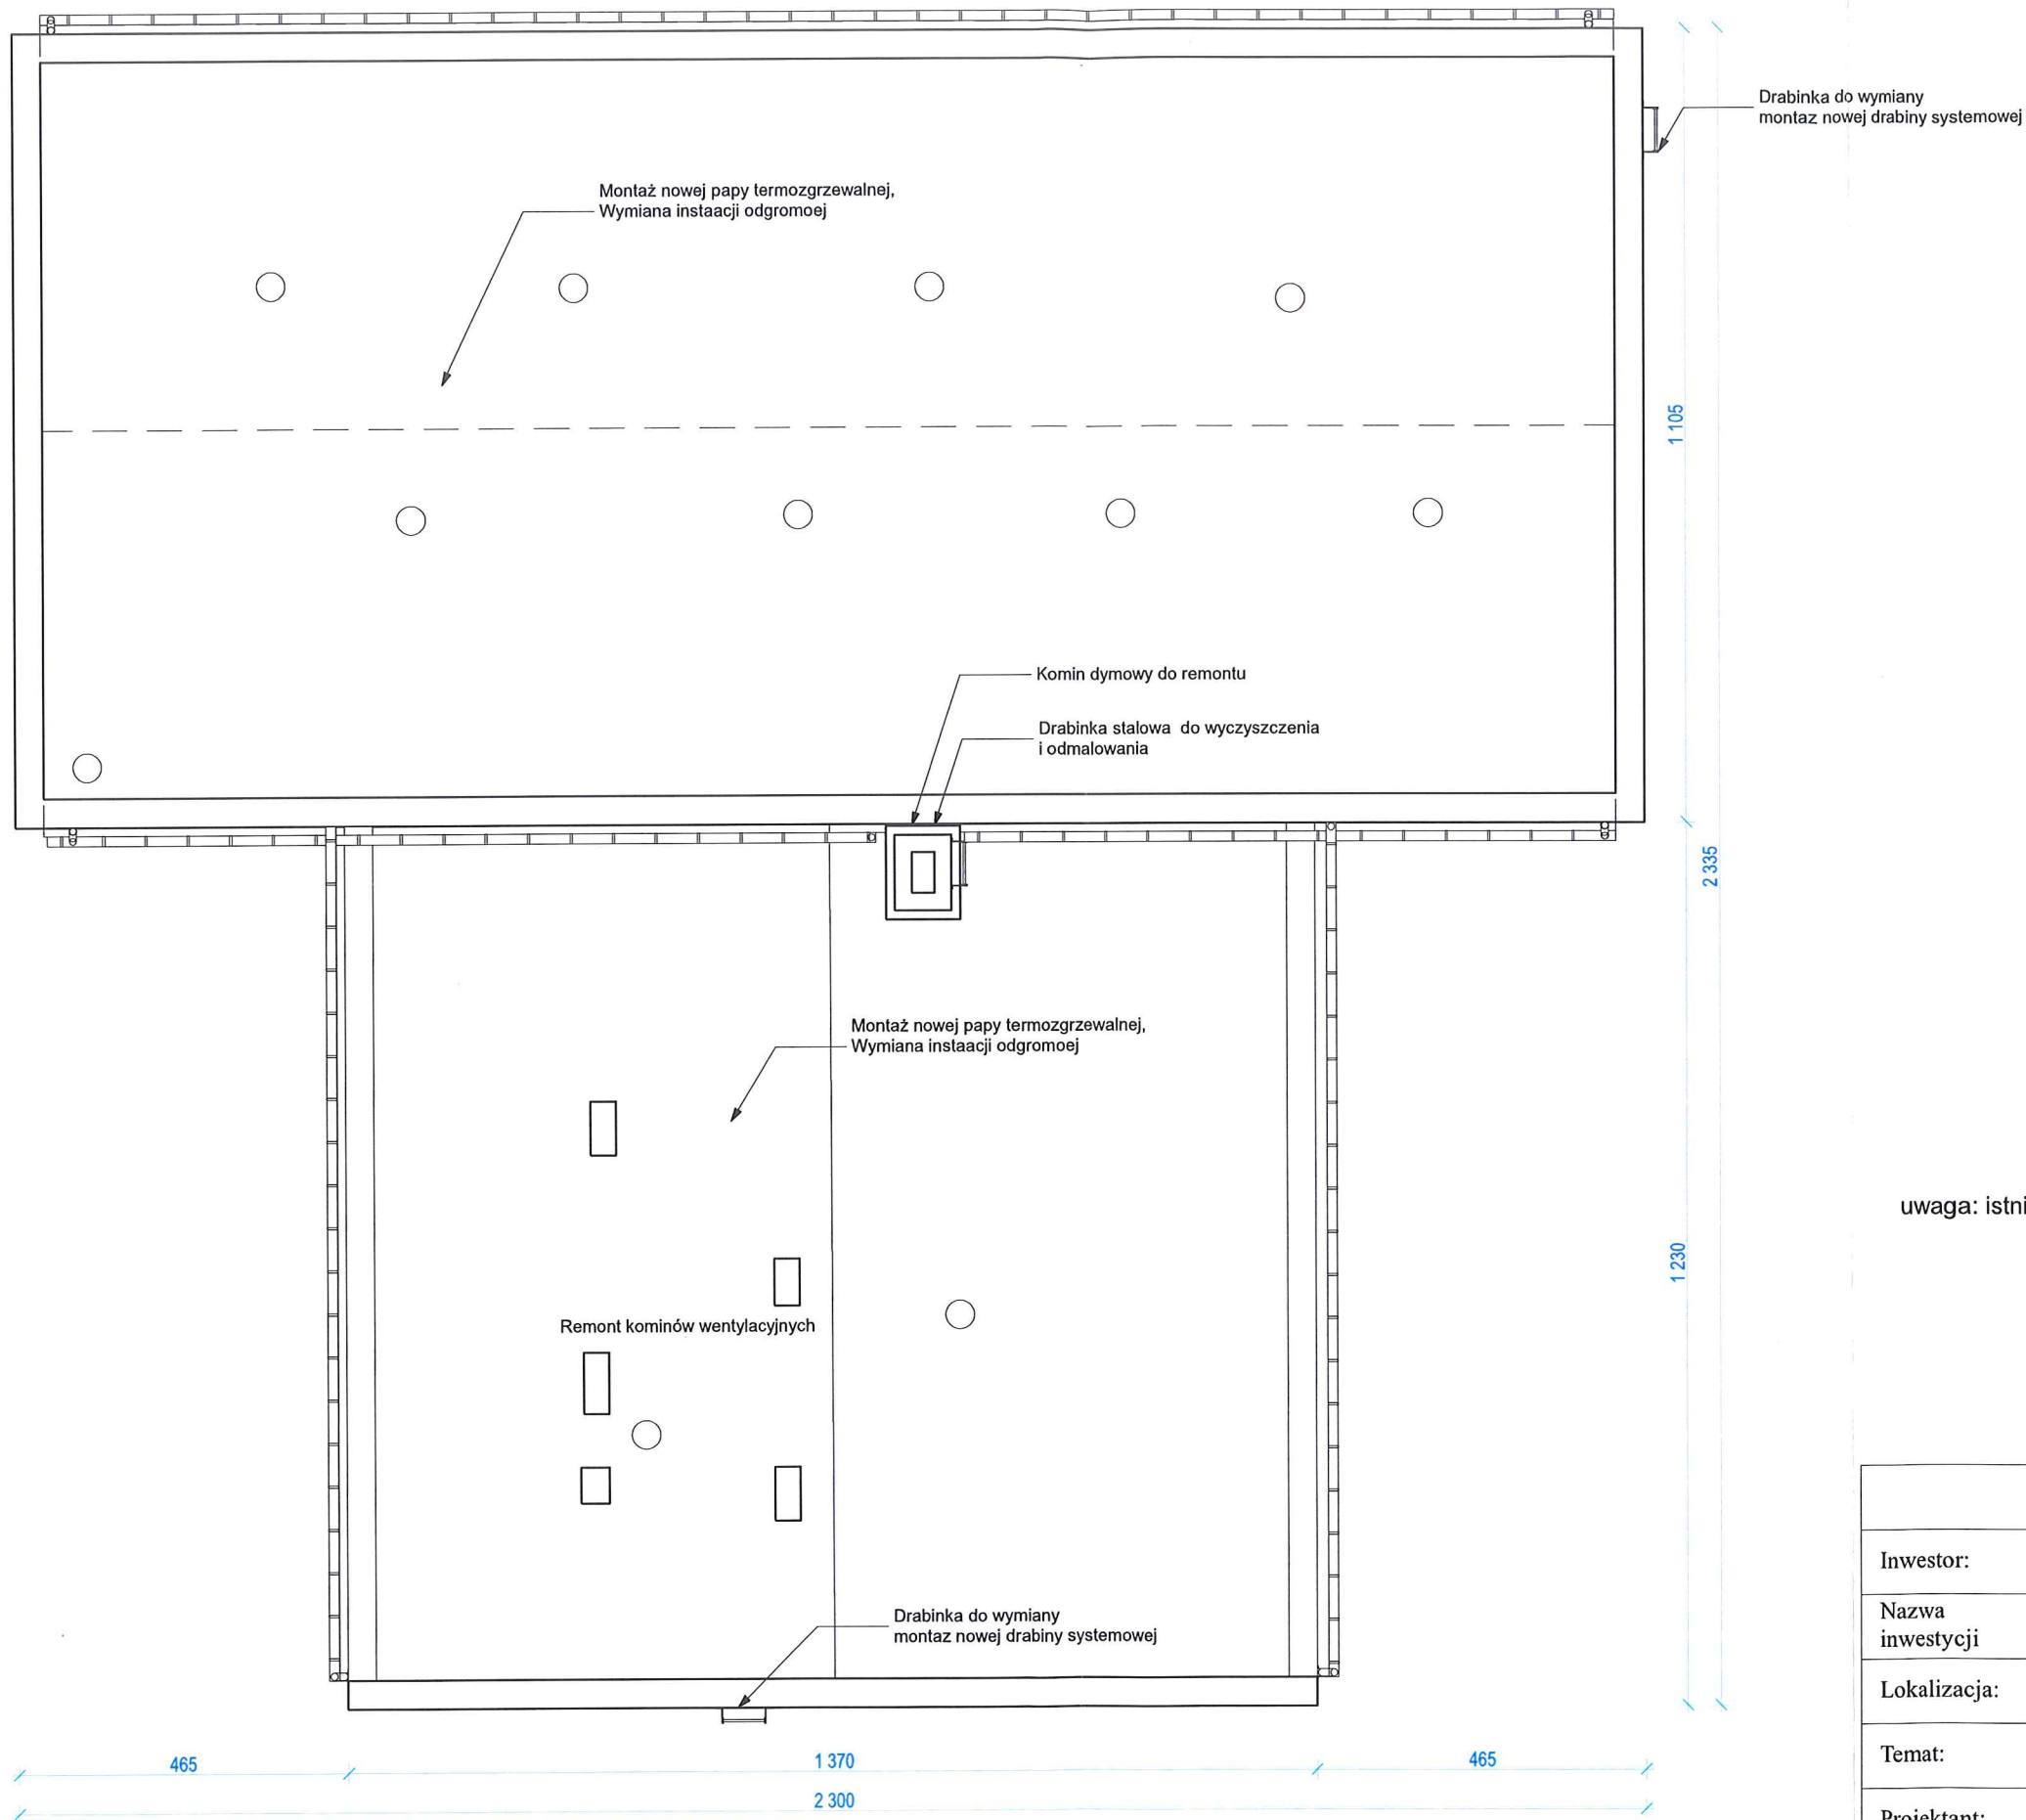 Drabinka do wymiany
montaz nowej drabiny systemowej
Montaż nowej papy termozgrzewalnej,
Wymiana instaacji odgromoej
1 105
Komin dymowy do remontu
Drabinka stalowa do wyczyszczenia
i odmalowania
2 335
Montaż nowej papy termozgrzewalnej,
Wymiana instaacji odgromoej
uwaga: istni
1 230
Remont kominów wentylacyjnych
Inwestor:
Nazwa
inwestycji
Drabinka do wymiany
montaz nowej drabiny systemowej
Lokalizacja:
Temat:
465
1 370
465
2 300
Projektant: